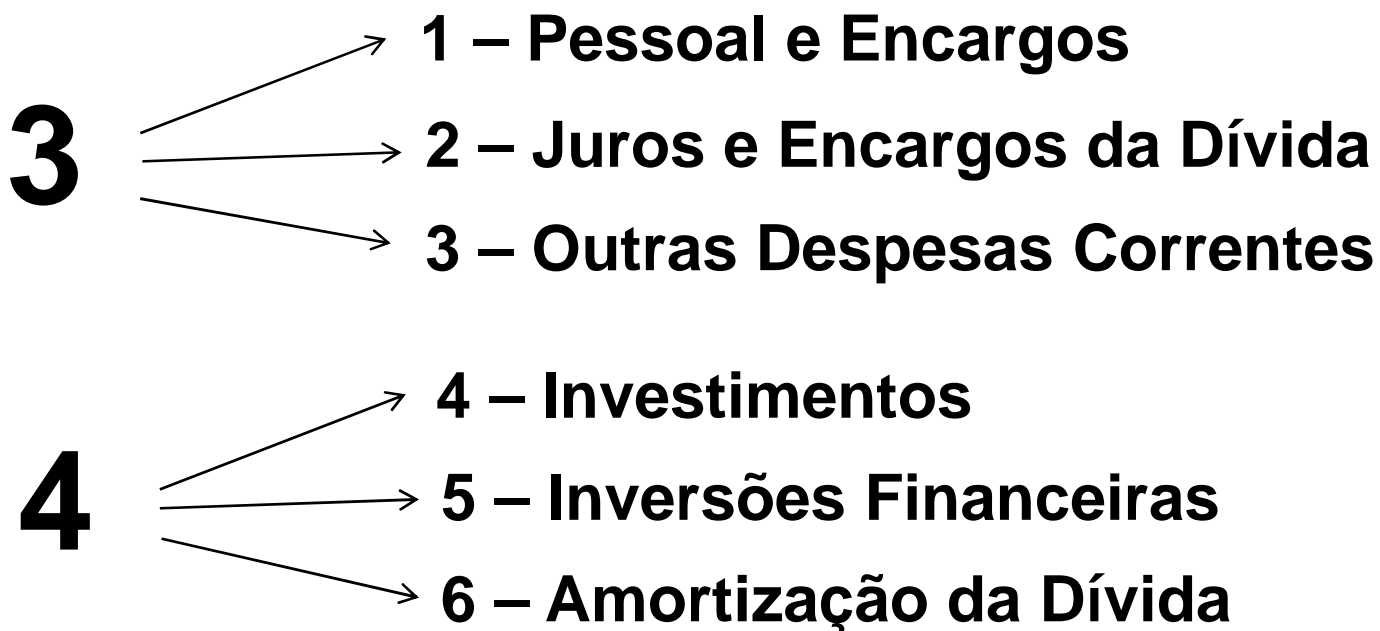 3
1 – Pessoal e Encargos
2 – Juros e Encargos da Dívida
3 – Outras Despesas Correntes
4
4 – Investimentos
5 – Inversões Financeiras
6 – Amortização da Dívida